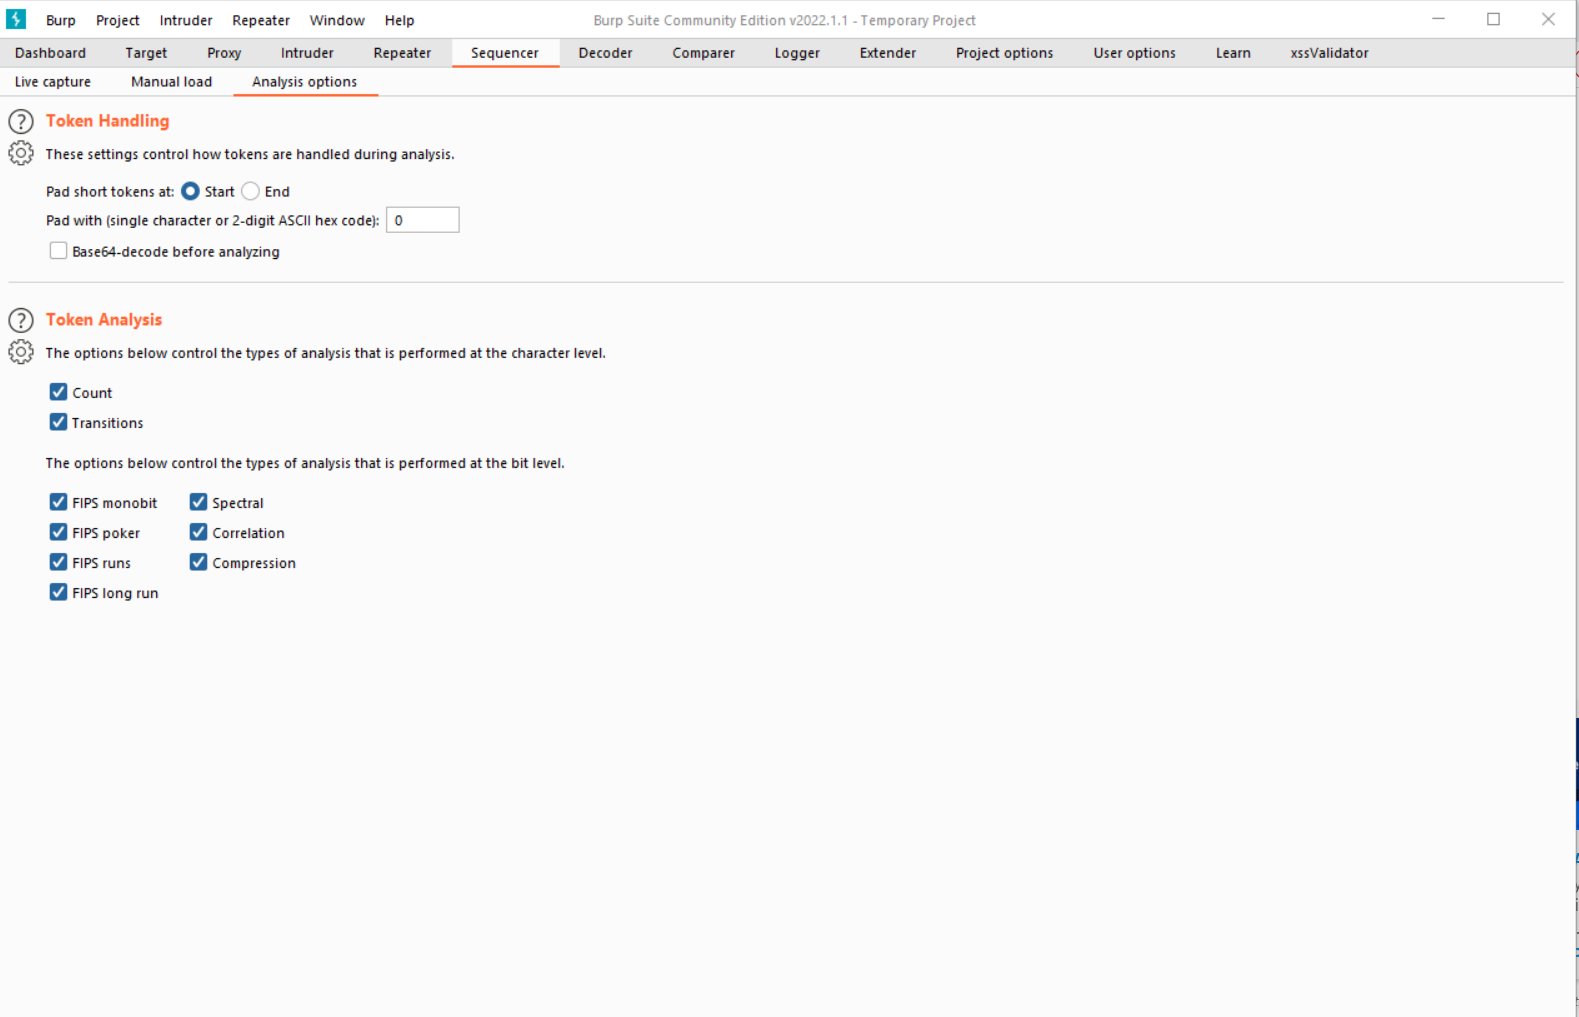 Burp Project Intruder Repeater Window Help Burp Suite Community Edition v2022.1.1 - Temporary Project
Dashboard Target Proxy Intruder Repeater Sequencer Decoder Comparer Logger Extender Project options User options Learn xssValidator
Live capture Manual load Analysis options
? Token Handling
These settings control how tokens are handled during analysis.
Pad short tokens at: Start End
Pad with (single character or 2-digit ASCII hex code): 0
Base64-decode before analyzing
? Token Analysis
The options below control the types of analysis that is performed at the character level.
Count
Transitions
The options below control the types of analysis that is performed at the bit level.
FIPS monobit Spectral
FIPS poker Correlation
FIPS runs Compression
FIPS long run